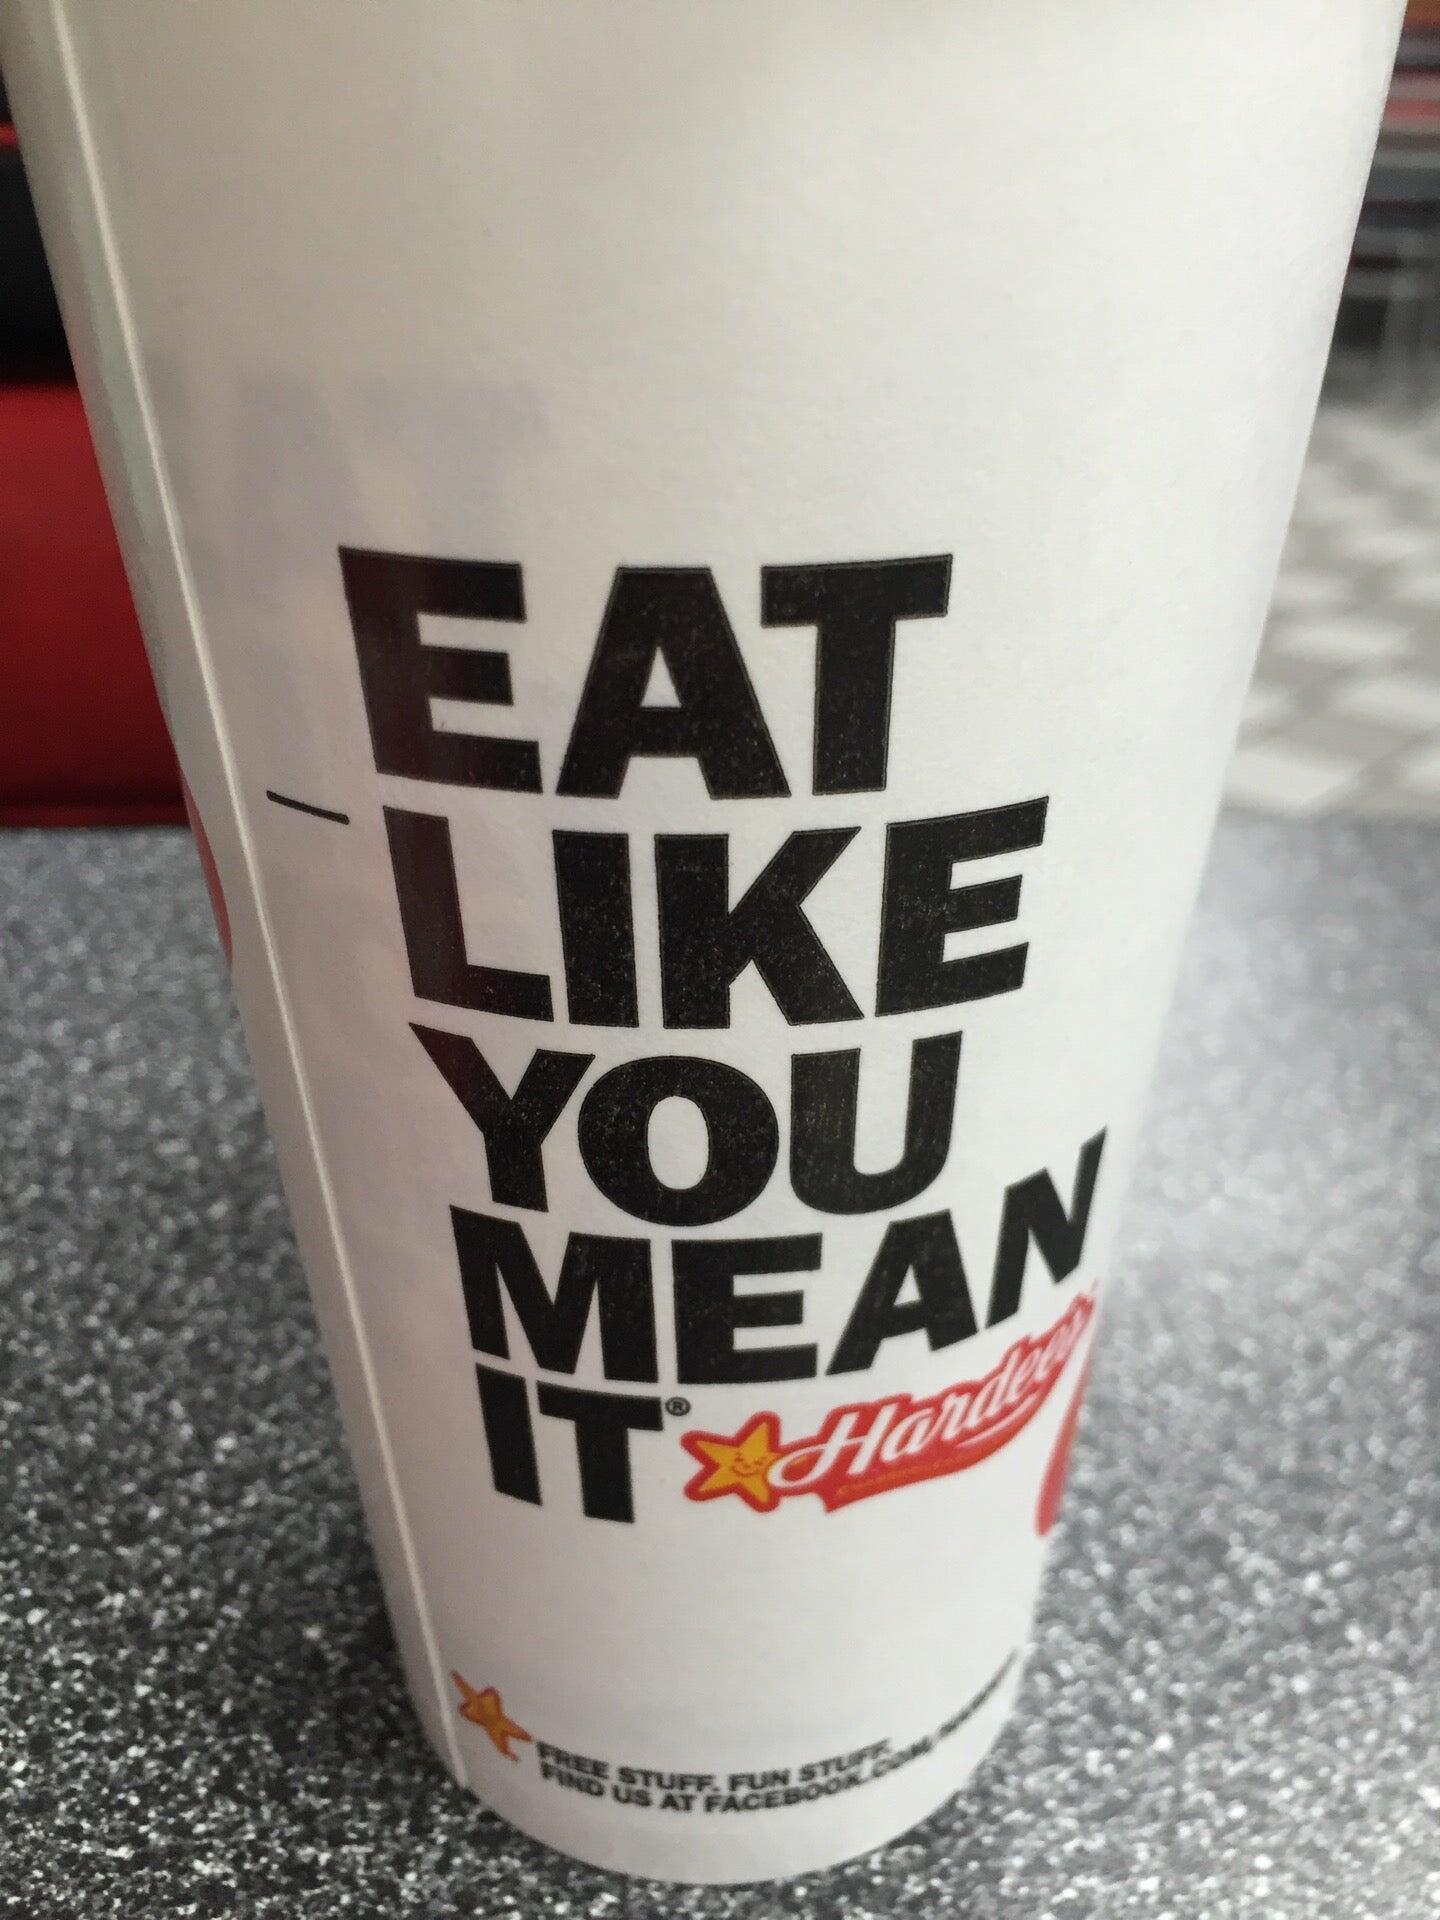 EAT
LIKE
YOU
MEAN
IT®
Hardee's
FREE STUFF. FUN STUFF.
FIND US AT FACEBOOK.COM